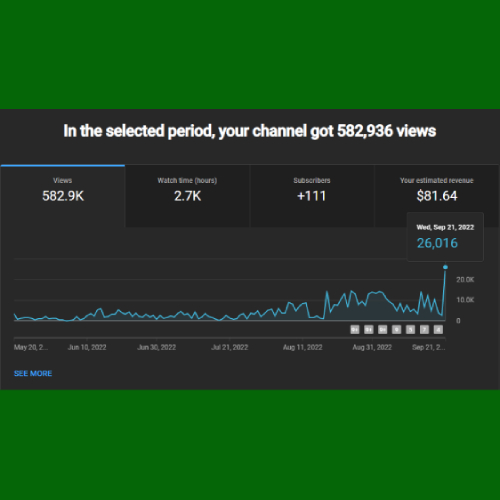 In the selected period, your channel got 582,936 views
Views
582.9K
Watch time (hours)
2.7K
Subscribers
+111
Your estimated revenue
$81.64
Wed, Sep 21, 2022
26,016
20.0K
10.0K
0
May 20, 2... Jun 10, 2022 Jun 30, 2022 Jul 21, 2022 Aug 11, 2022 Aug 31, 2022 Sep 21, 2...
SEE MORE